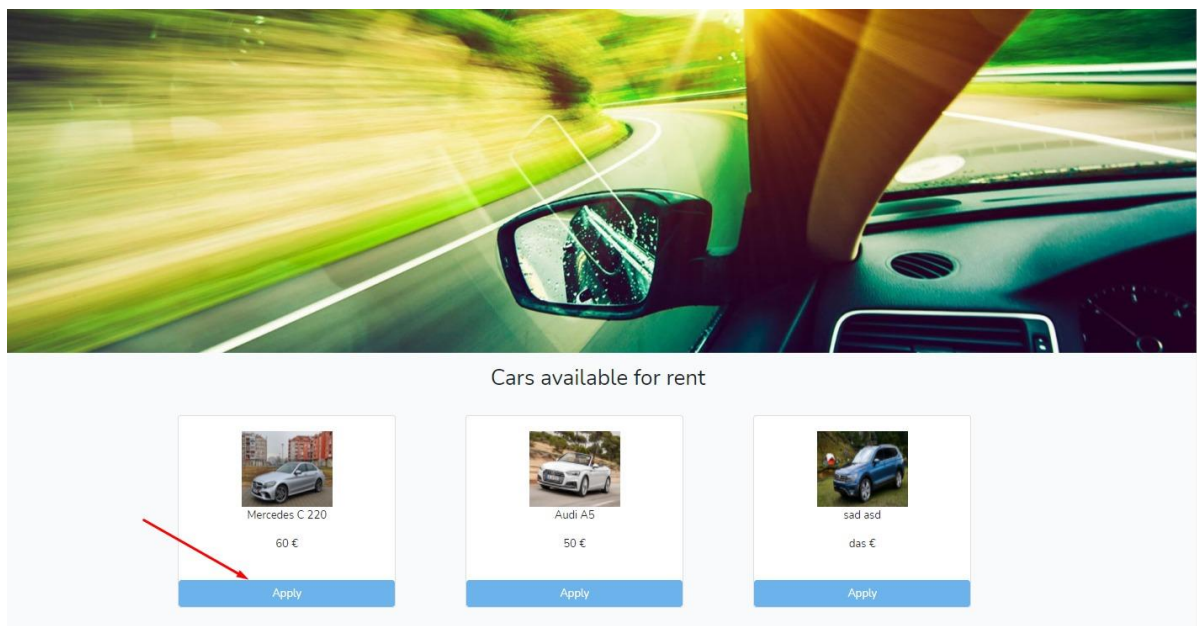 Cars available for rent
Mercedes C 220
60 €
Apply
Audi A5
50 €
Apply
sad asd
das €
Apply